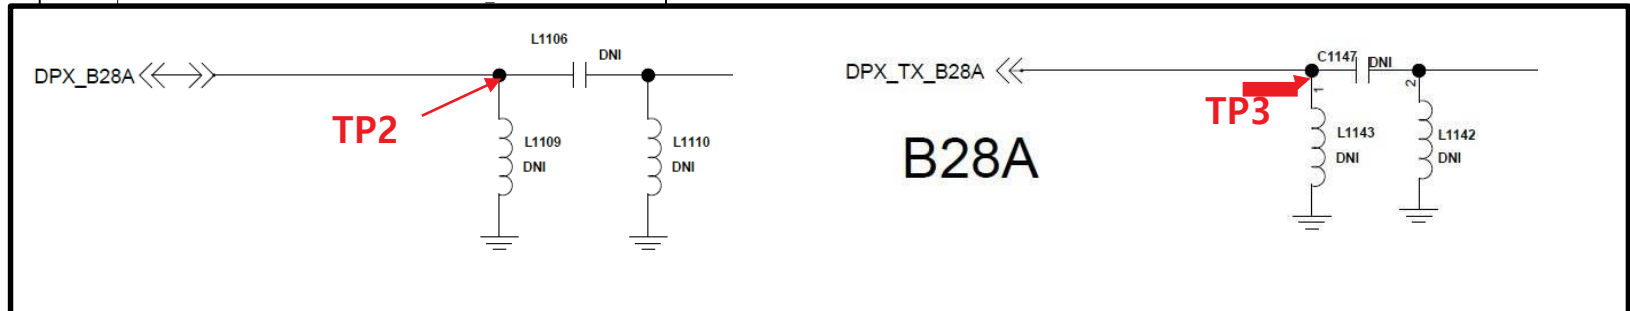 L1106
DNI
DPX_B28A
TP2
L1109
DNI
L1110
DNI
C1147
DNI
DPX_TX_B28A
1
2
TP3
B28A
L1143
DNI
L1142
DNI